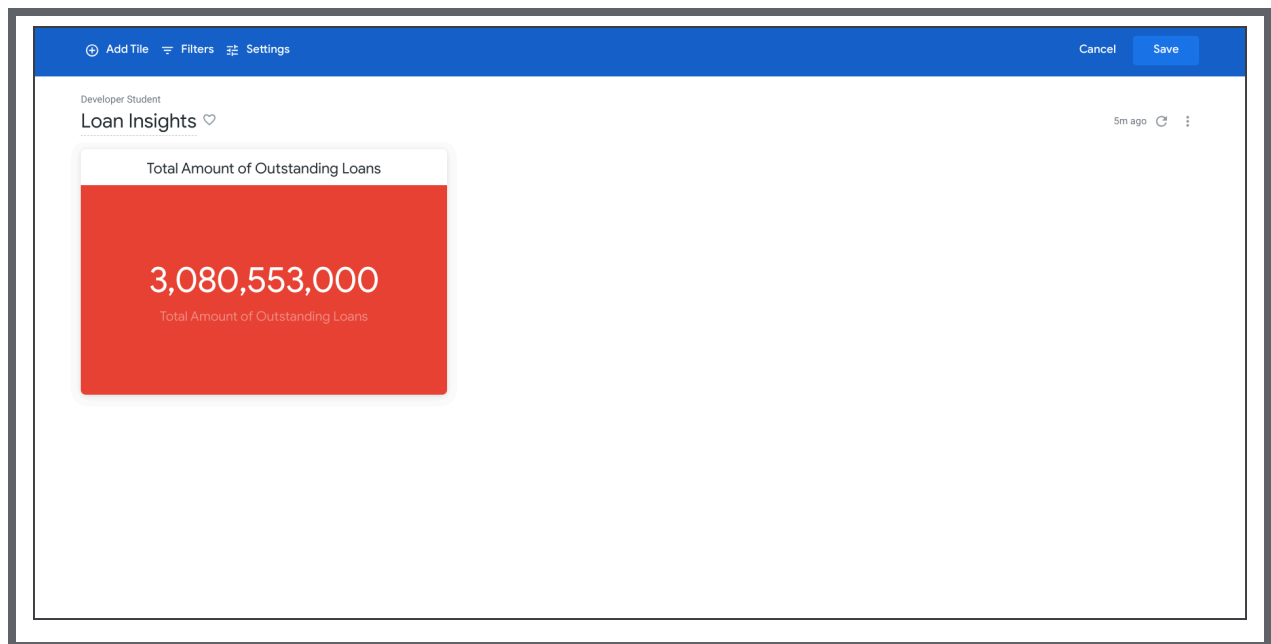 Add Tile Filters Settings Cancel Save
Developer Student
Loan Insights
5m ago
Total Amount of Outstanding Loans
3,080,553,000
Total Amount of Outstanding Loans